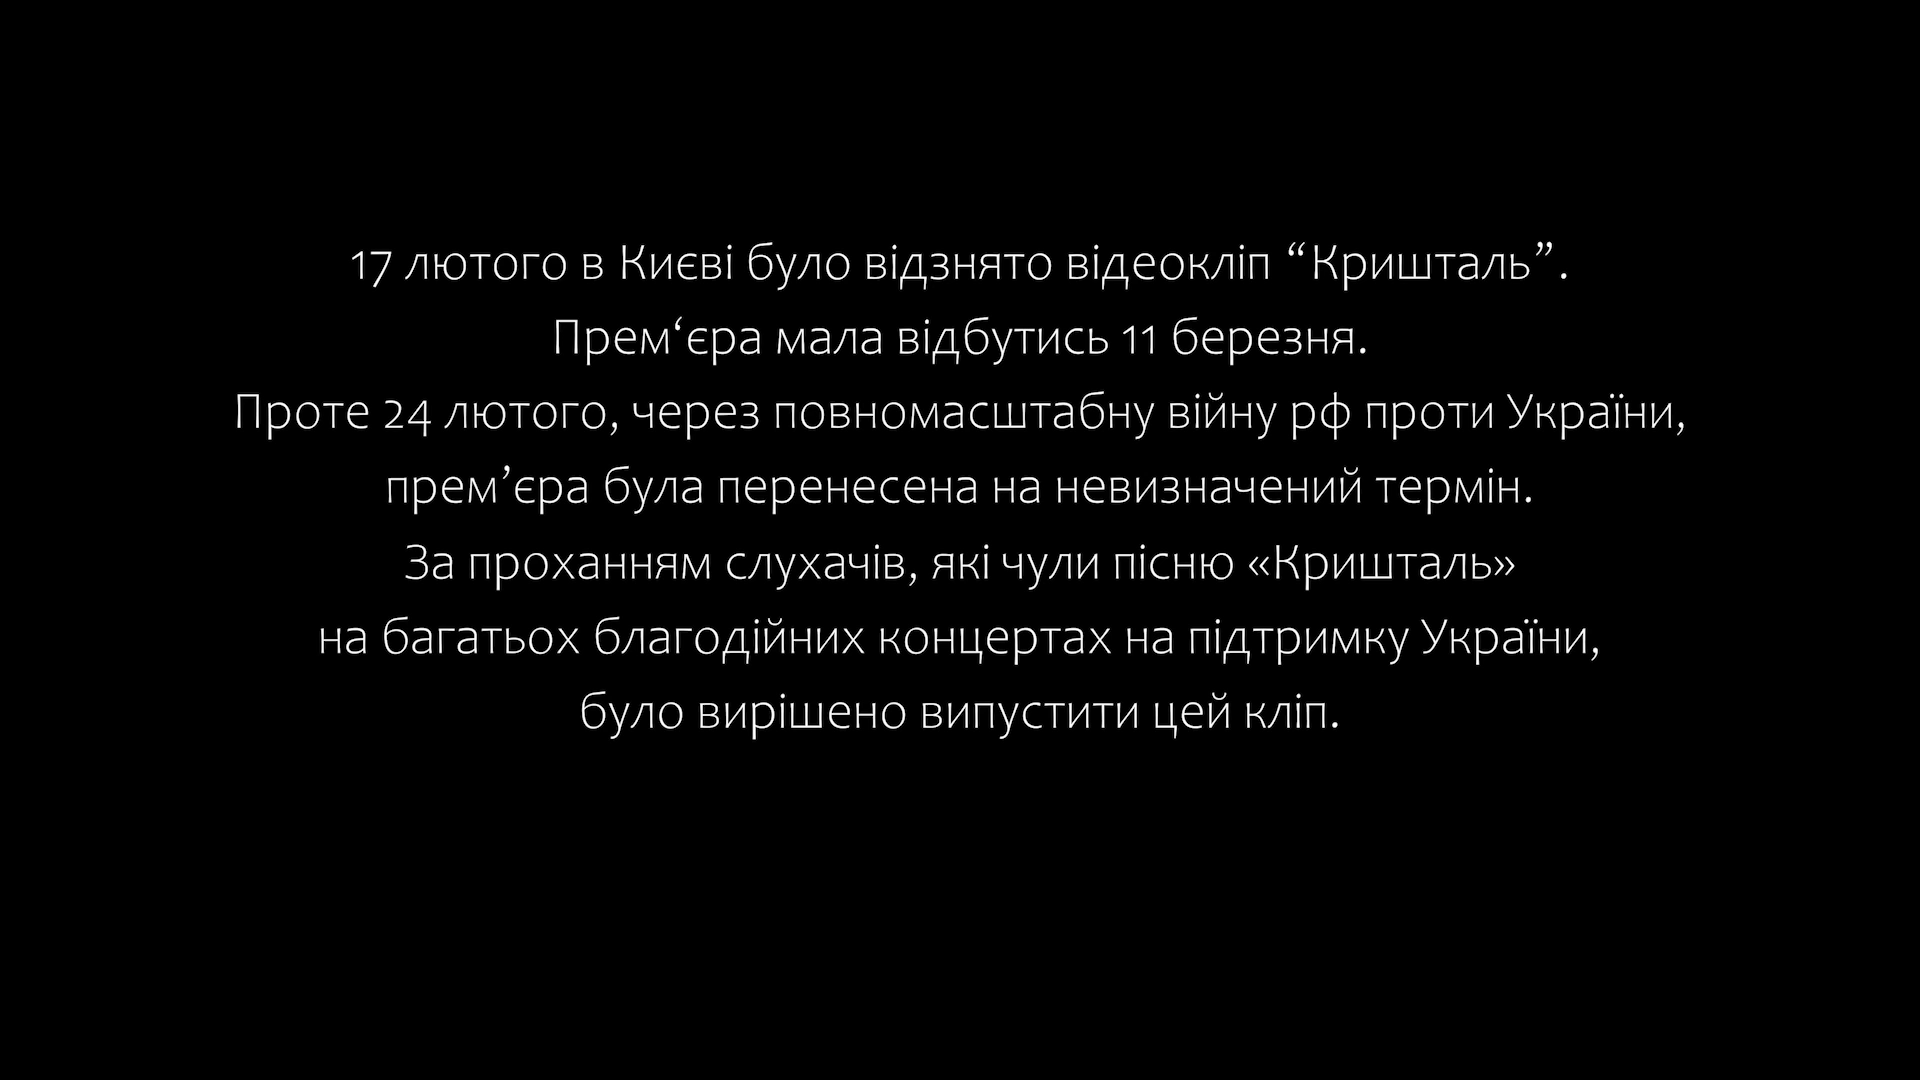 17 лютого в Києві було відзнято відеокліп “Кришталь”.
Прем‘єра мала відбутись 11 березня.
Проте 24 лютого, через повномасштабну війну рф проти України,
прем’єра була перенесена на невизначений термін.
За проханням слухачів, які чули пісню «Кришталь»
на багатьох благодійних концертах на підтримку України,
було вирішено випустити цей кліп.